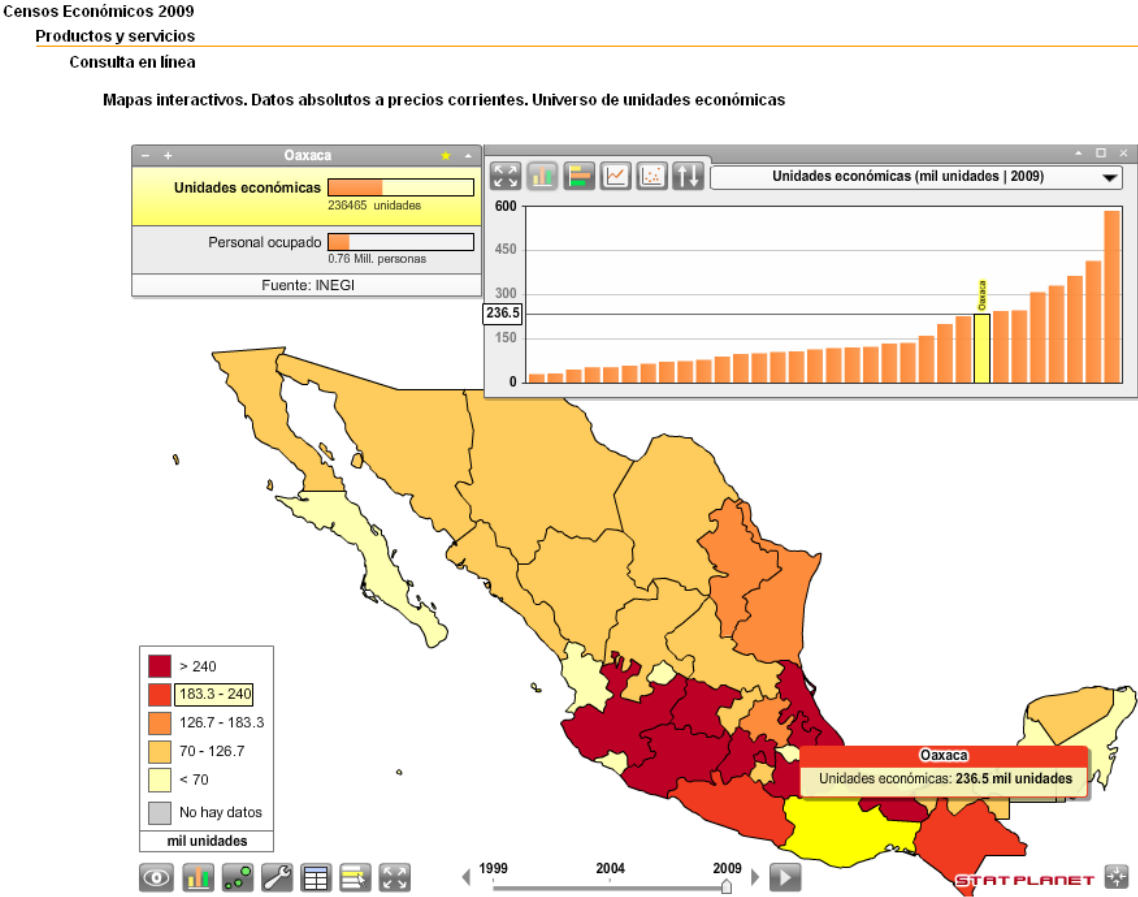 Censos Económicos 2009
Productos y servicios
Consulta en línea
Mapas interactivos. Datos absolutos a precios corrientes. Universo de unidades económicas
Oaxaca
Unidades económicas
236465 unidades
Personal ocupado
0.76 Mill. personas
Fuente: INEGI
Unidades económicas (mil unidades | 2009)
600
450
300
236.5
150
0
Oaxaca
> 240
183.3 - 240
126.7 - 183.3
70 - 126.7
< 70
No hay datos
mil unidades
Oaxaca
Unidades económicas: 236.5 mil unidades
1999 2004 2009
STATPLANET